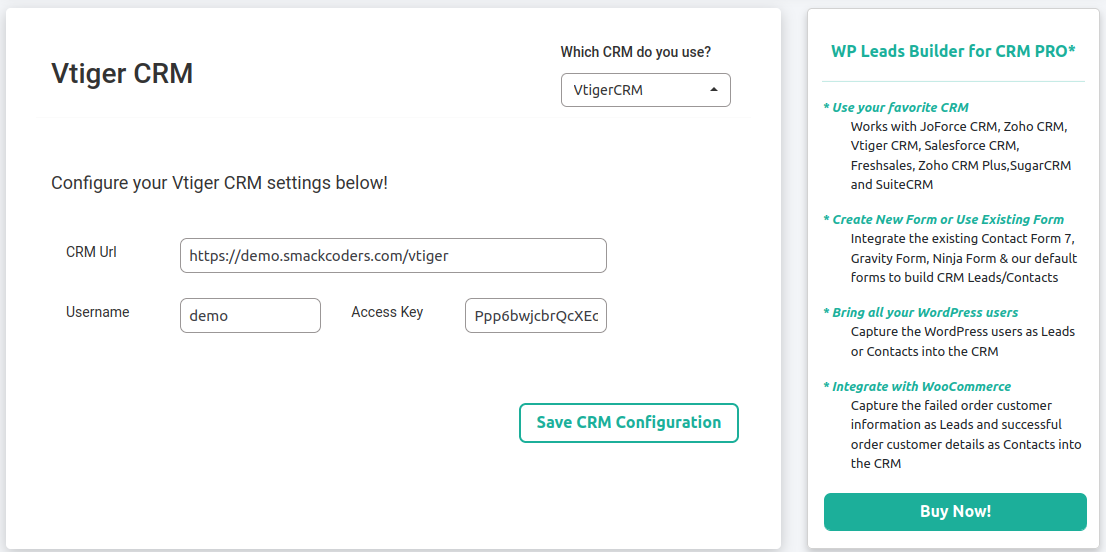 Vtiger CRM
Which CRM do you use?
VtigerCRM
Configure your Vtiger CRM settings below!
CRM Url
https://demo.smackcoders.com/vtiger
Username
demo
Access Key
Ppp6bwjcbrQcXEc
Save CRM Configuration
WP Leads Builder for CRM PRO*
* Use your favorite CRM
Works with JoForce CRM, Zoho CRM,
Vtiger CRM, Salesforce CRM,
Freshsales, Zoho CRM Plus,SugarCRM
and SuiteCRM
* Create New Form or Use Existing Form
Integrate the existing Contact Form 7,
Gravity Form, Ninja Form & our default
forms to build CRM Leads/Contacts
* Bring all your WordPress users
Capture the WordPress users as Leads
or Contacts into the CRM
* Integrate with WooCommerce
Capture the failed order customer
information as Leads and successful
order customer details as Contacts into
the CRM
Buy Now!